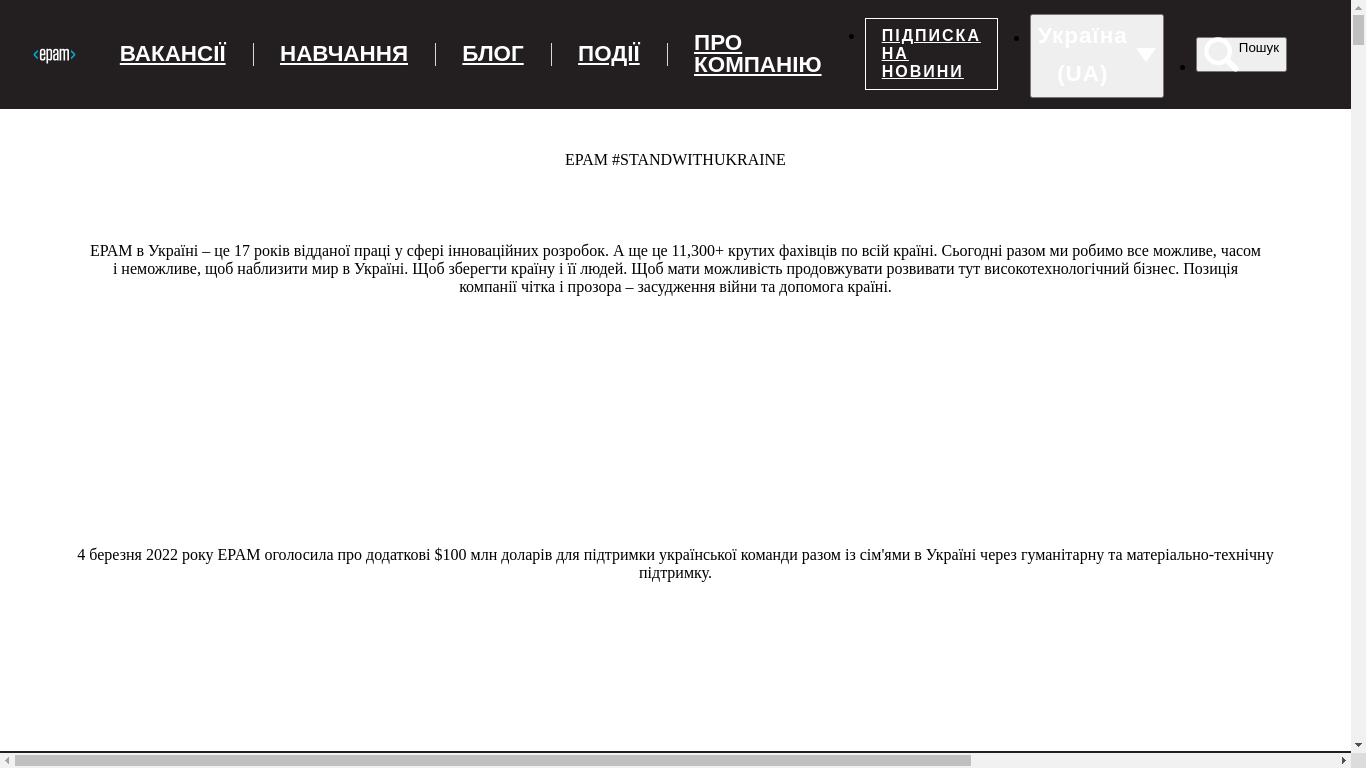 <epam>
ВАКАНСІЇ
НАВЧАННЯ
БЛОГ
ПОДІЇ
ПРО
КОМПАНІЮ
ПІДПИСКА
НА
НОВИНИ
Україна
(UA)
Пошук
EPAM #STANDWITHUKRAINE
EPAM в Україні – це 17 років відданої праці у сфері інноваційних розробок. А ще це 11,300+ крутих фахівців по всій країні. Сьогодні разом ми робимо все можливе, часом
і неможливе, щоб наблизити мир в Україні. Щоб зберегти країну і її людей. Щоб мати можливість продовжувати розвивати тут високотехнологічний бізнес. Позиція
компанії чітка і прозора – засудження війни та допомога країні.
4 березня 2022 року EPAM оголосила про додаткові $100 млн доларів для підтримки української команди разом із сім'ями в Україні через гуманітарну та матеріально-технічну
підтримку.